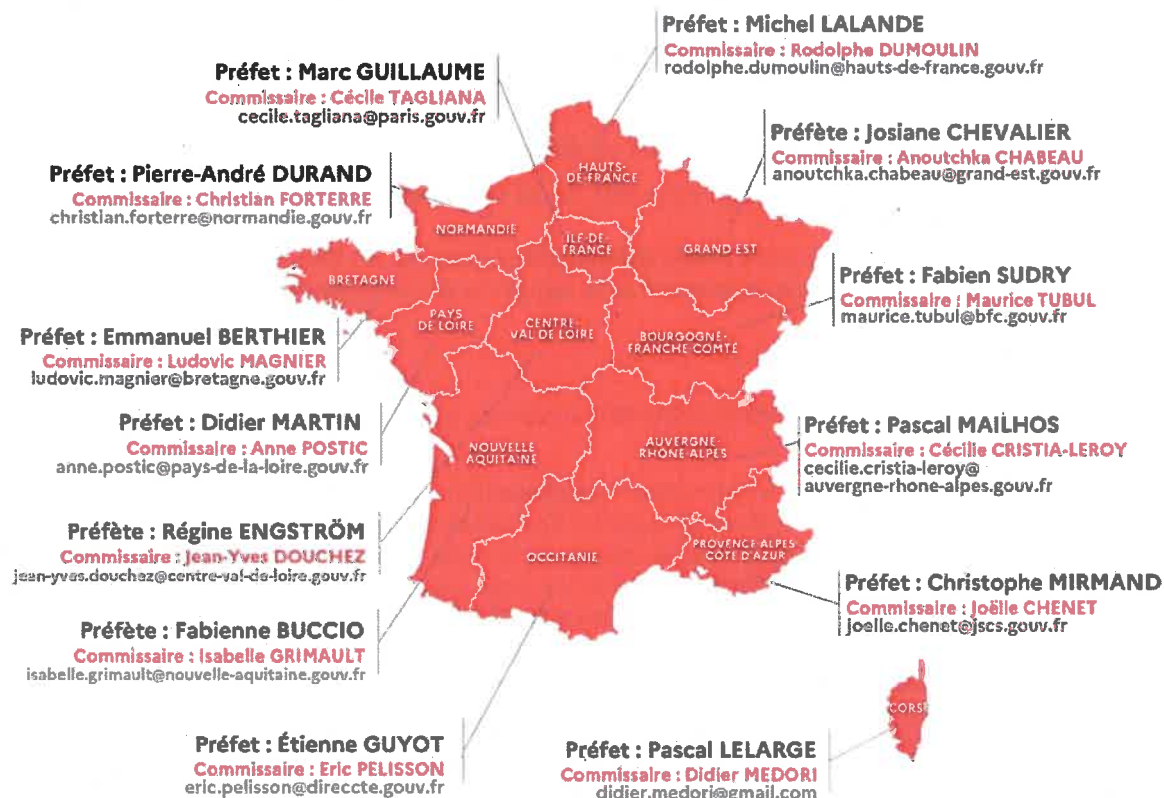 Préfet : Michel LALANDE
Commissaire : Rodolphe DUMOULIN
rodolphe.dumoulin@hauts-de-france.gouv.fr
Préfet : Marc GUILLAUME
Commissaire : Cécile TAGLIANA
cecile.tagliana@paris.gouv.fr
Préfète : Josiane CHEVALIER
Commissaire : Anoutchka CHABEAU
anoutchka.chabeau@grand-est.gouv.fr
Préfet : Pierre-André DURAND
Commissaire : Christian FORTERRE
christian.forterre@normandie.gouv.fr
HAUTS-
DE-FRANCE
NORMANDIE
ILE-DE-
FRANCE
GRAND EST
BRETAGNE
PAYS
DE LOIRE
CENTRE-
VAL DE LOIRE
BOURGOGNE-
FRANCHE-COMTÉ
Préfet : Fabien SUDRY
Commissaire : Maurice TUBUL
maurice.tubul@bfc.gouv.fr
Préfet : Emmanuel BERTHIER
Commissaire : Ludovic MAGNIER
ludovic.magnier@bretagne.gouv.fr
Préfet : Didier MARTIN
Commissaire : Anne POSTIC
anne.postic@pays-de-la-loire.gouv.fr
NOUVELLE
AQUITAINE
AUVERGNE-
RHÔNE-ALPES
Préfet : Pascal MAILHOS
Commissaire : Cécilie CRISTIA-LEROY
cecilie.cristia-leroy@
auvergne-rhone-alpes.gouv.fr
Préfète : Régine ENGSTRÖM
Commissaire : Jean-Yves DOUCHEZ
jean-yves.douchez@centre-val-de-loire.gouv.fr
OCCITANIE
PROVENCE-ALPES-
CÔTE D'AZUR
Préfet : Christophe MIRMAND
Commissaire : Joëlle CHENET
joelle.chenet@jscs.gouv.fr
Préfète : Fabienne BUCCIO
Commissaire : Isabelle GRIMAULT
isabelle.grimault@nouvelle-aquitaine.gouv.fr
CORSE
Préfet : Étienne GUYOT
Commissaire : Eric PELISSON
eric.pelisson@direccte.gouv.fr
Préfet : Pascal LELARGE
Commissaire : Didier MEDORI
didier.medori@gmail.com